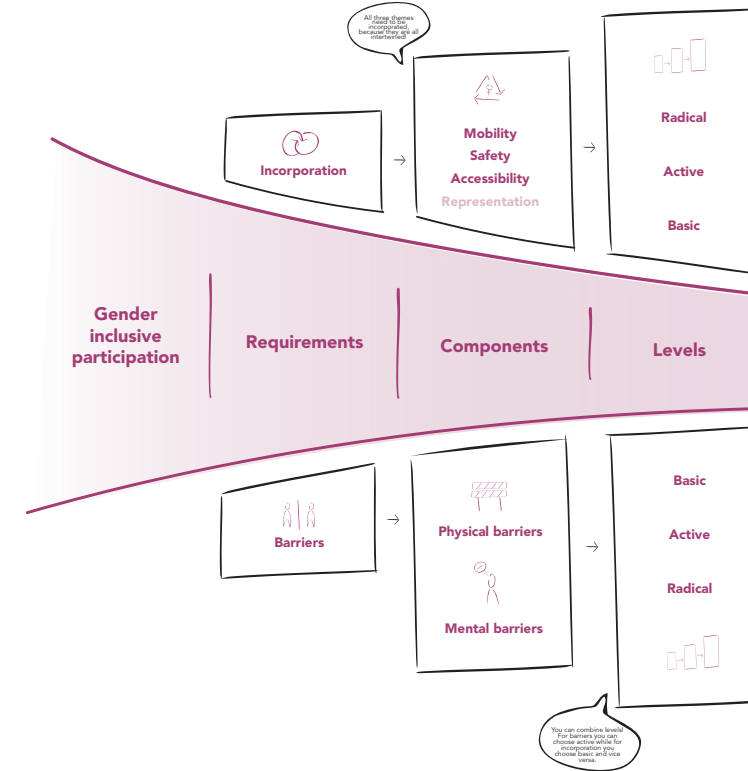 All three themes
need to be
incorporated,
because they are all
intertwined!
Incorporation
Mobility
Safety
Accessibility
Representation
Radical
Active
Basic
Gender
inclusive
participation
Requirements
Components
Levels
Barriers
Physical barriers
Mental barriers
Basic
Active
Radical
You can combine levels!
For barriers you can
choose active while for
incorporation you
choose basic and vice
versa.